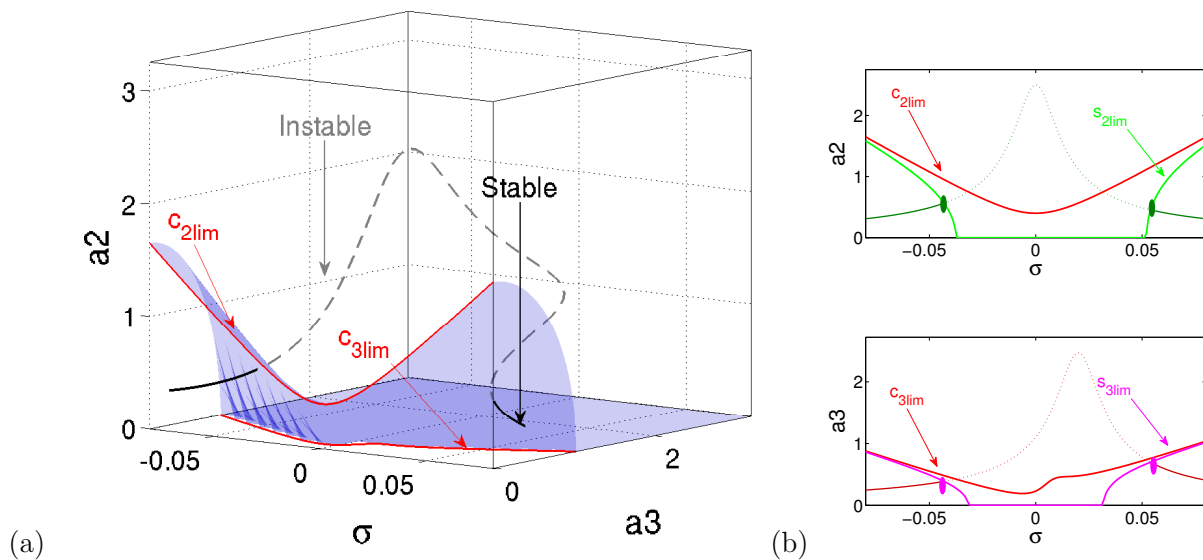 3
2
1
0
a2
-0.05
0
0.05
σ
0
2
a3
Instable
Stable
c2lim
c3lim
(a)
2
1
0
a2
−0.05
0
0.05
σ
c2lim
s2lim
2
1
0
a3
−0.05
0
0.05
σ
c3lim
s3lim
(b)